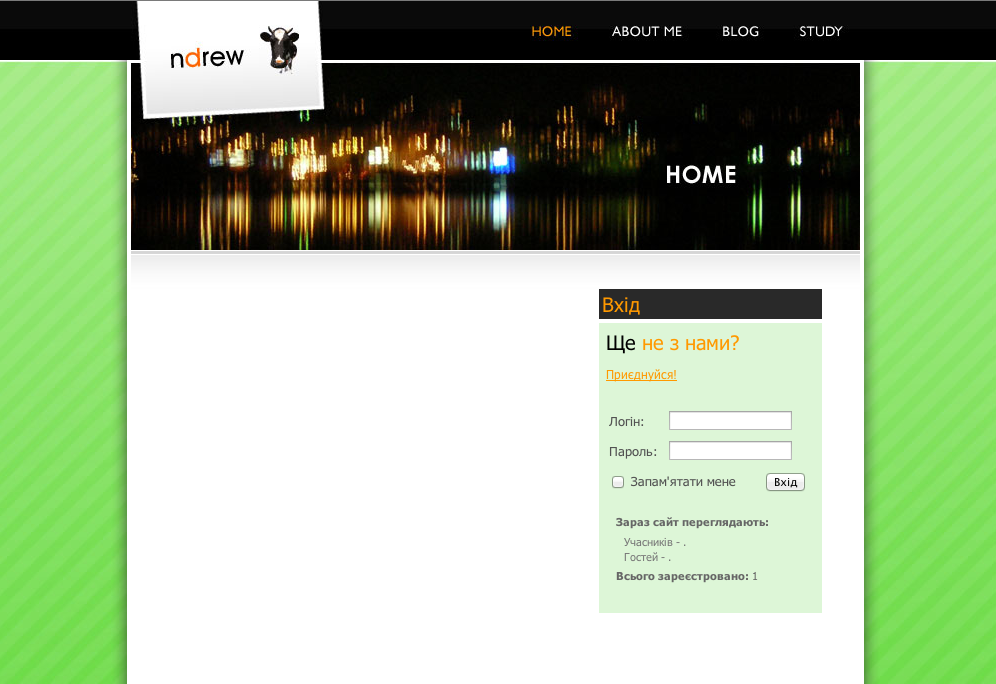 ndrew
HOME ABOUT ME BLOG STUDY
HOME
Вхід
Ще не з нами?
Приєднуйся!
Логін:
Пароль:
Запам'ятати мене Вхід
Зараз сайт переглядають:
Учасників - .
Гостей - .
Всього зареєстровано: 1